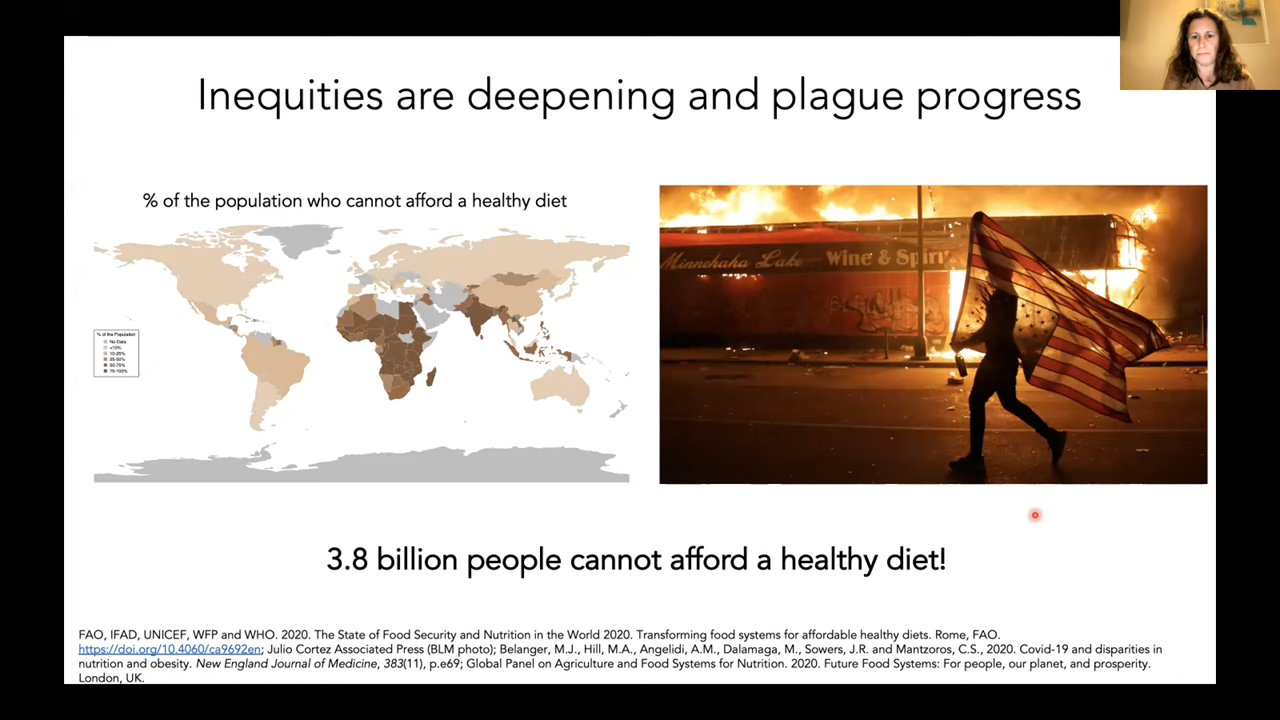 Inequities are deepening and plague progress
% of the population who cannot afford a healthy diet
Minnehaha Lake Wine & Spiri
% of the Population
No Data
<10%
10-25%
25-50%
50-75%
75-100%
3.8 billion people cannot afford a healthy diet!
FAO, IFAD, UNICEF, WFP and WHO. 2020. The State of Food Security and Nutrition in the World 2020. Transforming food systems for affordable healthy diets. Rome, FAO.
https://doi.org/10.4060/ca9692en; Julio Cortez Associated Press (BLM photo); Belanger, M.J., Hill, M.A., Angelidi, A.M., Dalamaga, M., Sowers, J.R. and Mantzoros, C.S., 2020. Covid-19 and disparities in
nutrition and obesity. New England Journal of Medicine, 383(11), p.e69; Global Panel on Agriculture and Food Systems for Nutrition. 2020. Future Food Systems: For people, our planet, and prosperity.
London, UK.